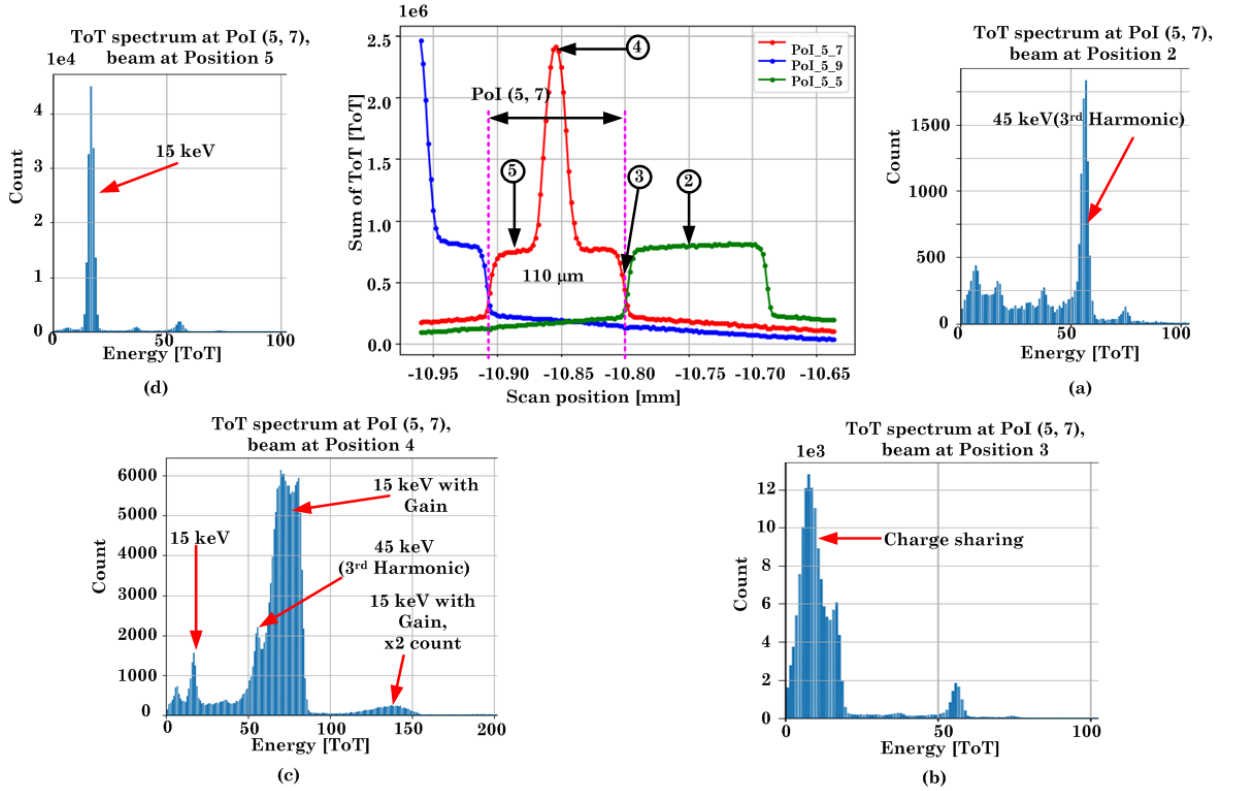 ToT spectrum at PoI (5, 7),
beam at Position 5
1e4
4
3
2
1
0
Count
15 keV
0
50
100
Energy [ToT]
(d)
1e6
2.5
2.0
1.5
1.0
0.5
0.0
Sum of ToT [ToT]
PoI_5_7
PoI_5_9
PoI_5_5
PoI (5, 7)
4
5
3
2
110 μm
-10.95
-10.90
-10.85
-10.80
-10.75
-10.70
-10.65
Scan position [mm]
ToT spectrum at PoI (5, 7),
beam at Position 2
45 keV(3rd Harmonic)
1500
1000
500
0
Count
0
50
100
Energy [ToT]
(a)
ToT spectrum at PoI (5, 7),
beam at Position 4
6000
5000
4000
3000
2000
1000
0
Count
15 keV
15 keV with
Gain
45 keV
(3rd Harmonic)
15 keV with
Gain,
x2 count
0
50
100
150
200
Energy [ToT]
(c)
ToT spectrum at PoI (5, 7),
beam at Position 3
1e3
12
10
8
6
4
2
0
Count
Charge sharing
0
50
100
Energy [ToT]
(b)